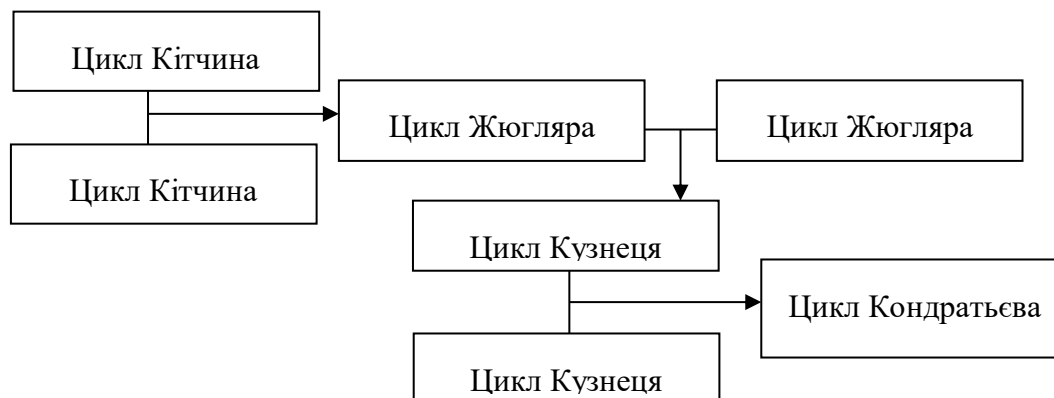 Цикл Кітчина
Цикл Жюгляра
Цикл Жюгляра
Цикл Кітчина
Цикл Кузнеця
Цикл Кондратьєва
Цикл Кузнеця